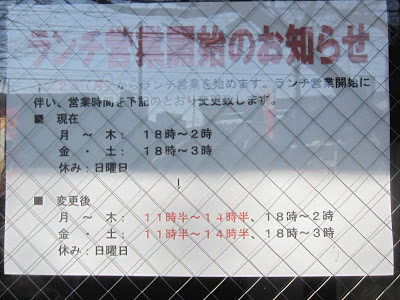 ランチ営業開始のお知らせ
からランチ営業を始めます。ランチ営業開始に
伴い、営業時間を下記のとおり変更致します。
■ 現在
月 ～ 木： 18時～2時
金 ・ 土： 18時～3時
休み：日曜日
↓
■ 変更後
月 ～ 木： 11時半～14時半、18時～2時
金 ・ 土： 11時半～14時半、18時～3時
休み：日曜日